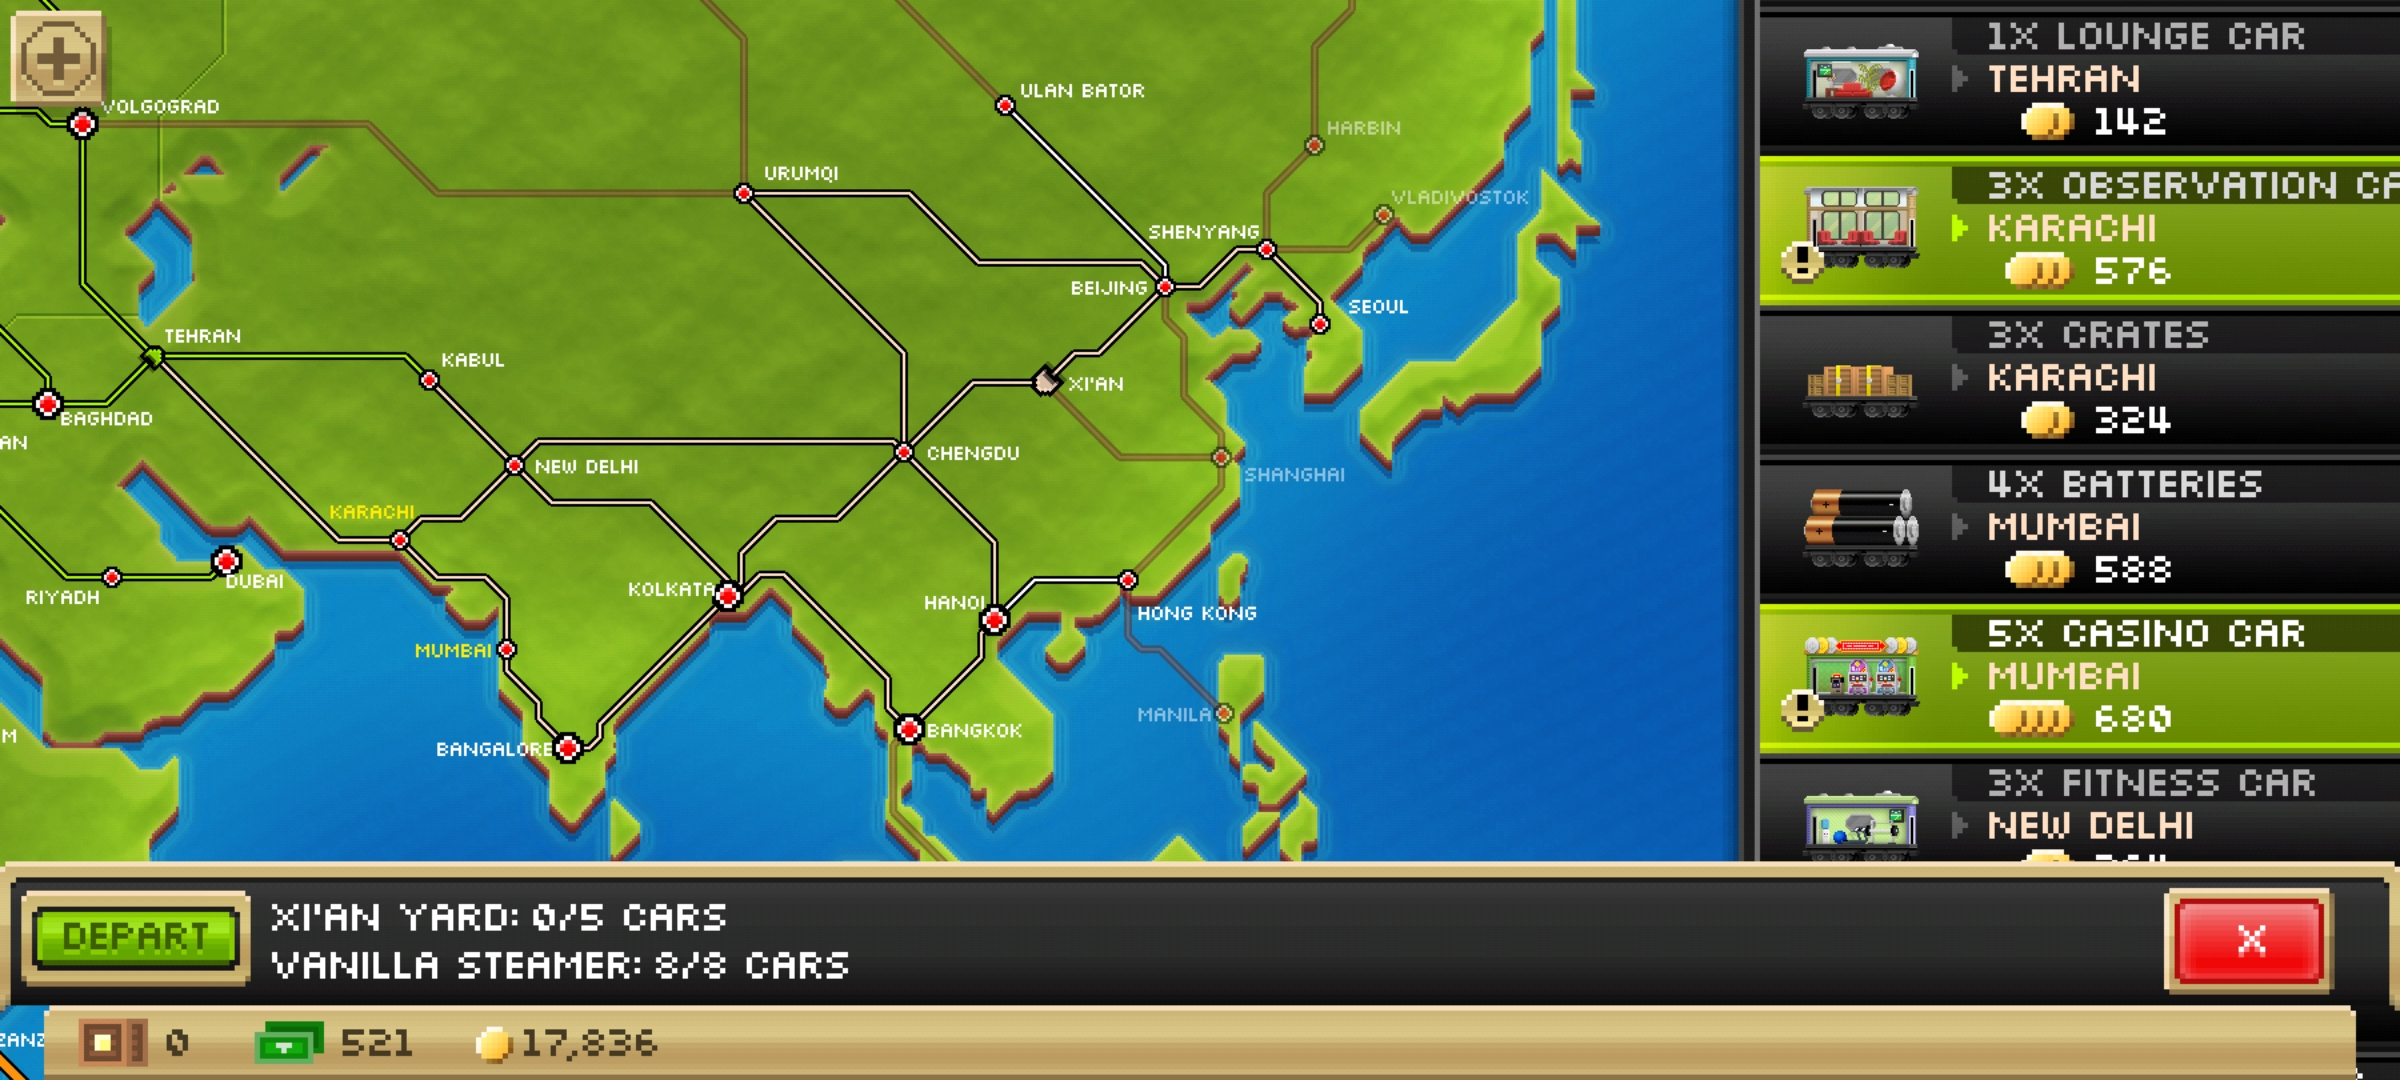 VOLGOGRAD
ULAN BATOR
HARBIN
URUMQI
VLADIVOSTOK
SHENYANG
BEIJING
SEOUL
TEHRAN
KABUL
XI'AN
BAGHDAD
AN
NEW DELHI
CHENGDU
SHANGHAI
KARACHI
DUBAI
RIYADH
KOLKATA
HANOI
HONG KONG
MUMBAI
MANILA
M
BANGALORE
BANGKOK
1X LOUNGE CAR
TEHRAN
142
3X OBSERVATION CA
KARACHI
576
3X CRATES
KARACHI
324
4X BATTERIES
MUMBAI
588
5X CASINO CAR
MUMBAI
680
3X FITNESS CAR
NEW DELHI
DEPART
XI'AN YARD: 0/5 CARS
VANILLA STEAMER: 8/8 CARS
X
ZANZ
0
521
17,836